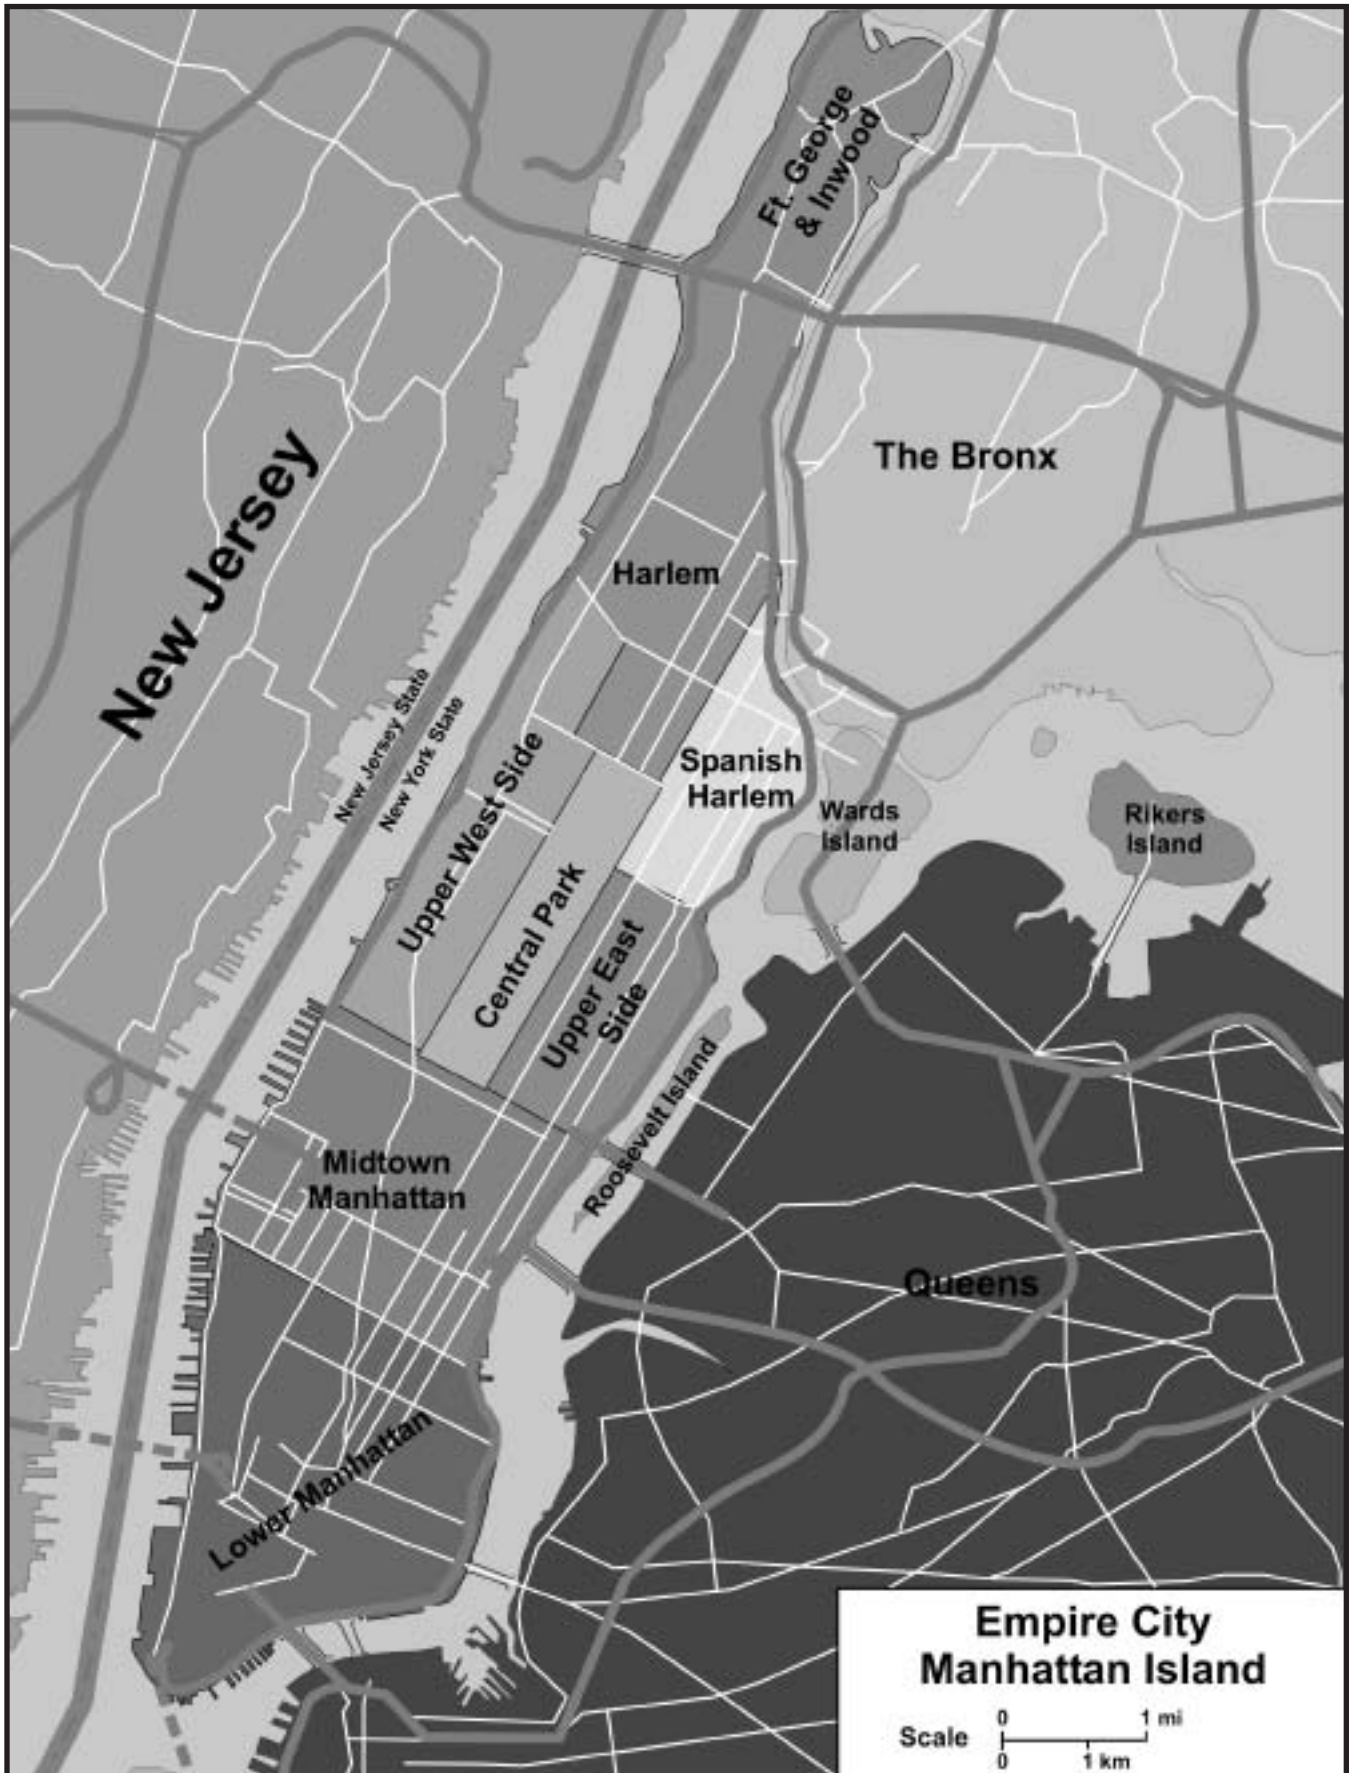 Ft. George
& Inwood
The Bronx
New Jersey
Harlem
New Jersey State
New York State
Spanish
Harlem
Upper West Side
Wards
Island
Rikers
Island
Central Park
Upper East
Side
Roosevelt Island
Midtown
Manhattan
Queens
Lower Manhattan
Empire City
Manhattan Island
Scale
0
1 mi
0
1 km